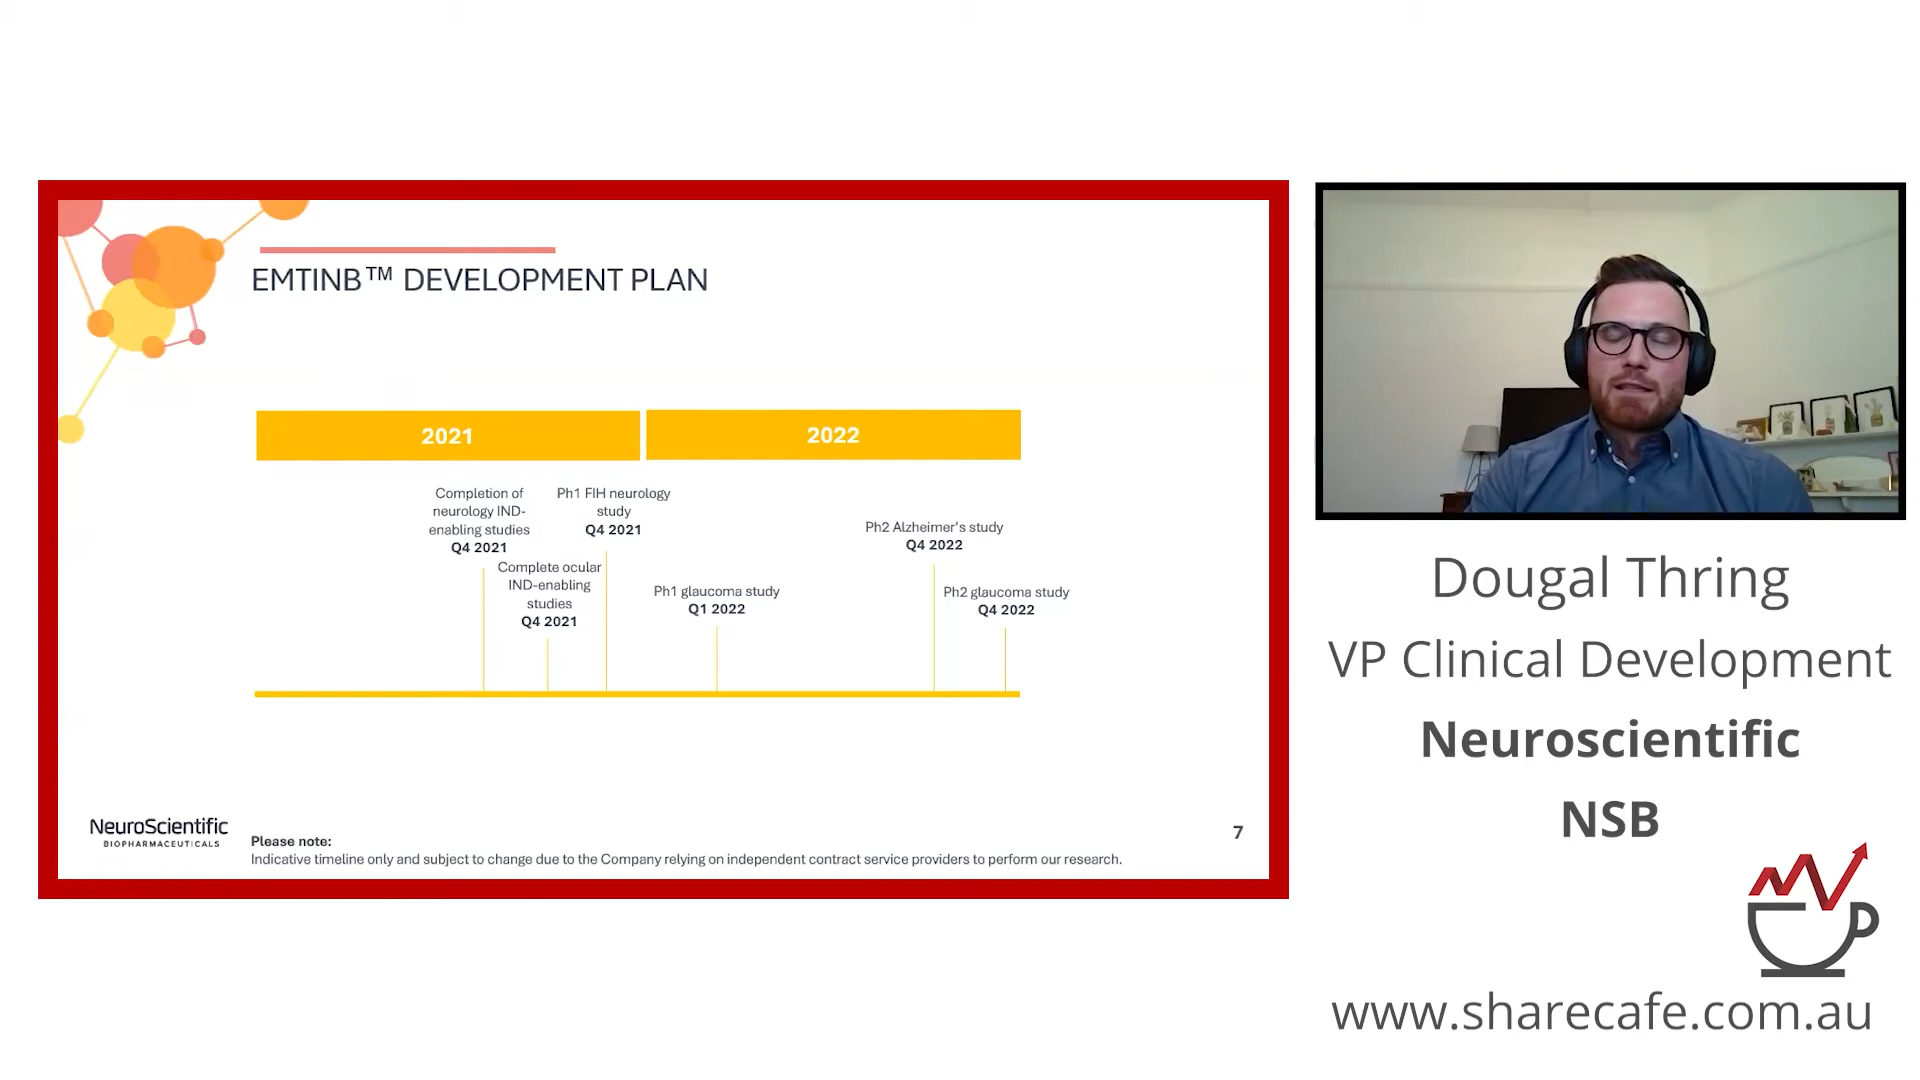 EMTINB™ DEVELOPMENT PLAN
2021
2022
Completion of
neurology IND-
enabling studies
Q4 2021
Complete ocular
IND-enabling
studies
Q4 2021
Ph1 FIH neurology
study
Q4 2021
Ph1 glaucoma study
Q1 2022
Ph2 Alzheimer's study
Q4 2022
Ph2 glaucoma study
Q4 2022
NeuroScientific
BIOPHARMACEUTICALS
Please note:
Indicative timeline only and subject to change due to the Company relying on independent contract service providers to perform our research.
7
Dougal Thring
VP Clinical Development
Neuroscientific
NSB
www.sharecafe.com.au